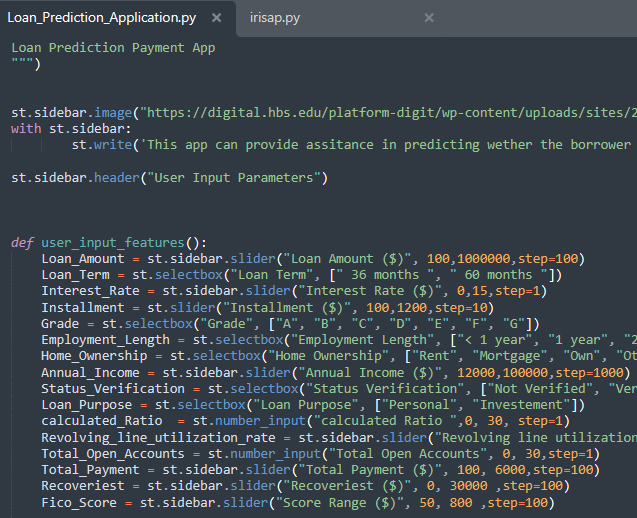 Loan_Prediction_Application.py × irisap.py ×
Loan Prediction Payment App
""")
st.sidebar.image("https://digital.hbs.edu/platform-digit/wp-content/uploads/sites/2
with st.sidebar:
st.write('This app can provide assitance in predicting wether the borrower
st.sidebar.header("User Input Parameters")
def user_input_features():
Loan_Amount = st.sidebar.slider("Loan Amount ($)", 100,1000000,step=100)
Loan_Term = st.selectbox("Loan Term", [" 36 months ", " 60 months "])
Interest_Rate = st.sidebar.slider("Interest Rate ($)", 0,15,step=1)
Installment = st.slider("Installment ($)", 100,1200,step=10)
Grade = st.selectbox("Grade", ["A", "B", "C", "D", "E", "F", "G"])
Employment_Length = st.selectbox("Employment Length", ["< 1 year", "1 year", "2
Home_Ownership = st.selectbox("Home Ownership", ["Rent", "Mortgage", "Own", "Ot
Annual_Income = st.sidebar.slider("Annual Income ($)", 12000,100000,step=1000)
Status_Verification = st.selectbox("Status Verification", ["Not Verified", "Ver
Loan_Purpose = st.selectbox("Loan Purpose", ["Personal", "Investement"])
calculated_Ratio  = st.number_input("calculated Ratio ",0, 30, step=1)
Revolving_line_utilization_rate = st.sidebar.slider("Revolving line utilization
Total_Open_Accounts = st.number_input("Total Open Accounts", 0, 30,step=1)
Total_Payment = st.sidebar.slider("Total Payment ($)", 100, 6000,step=100)
Recoveriest = st.sidebar.slider("Recoveriest ($)", 0, 30000 ,step=100)
Fico_Score = st.sidebar.slider("Score Range ($)", 50, 800 ,step=100)